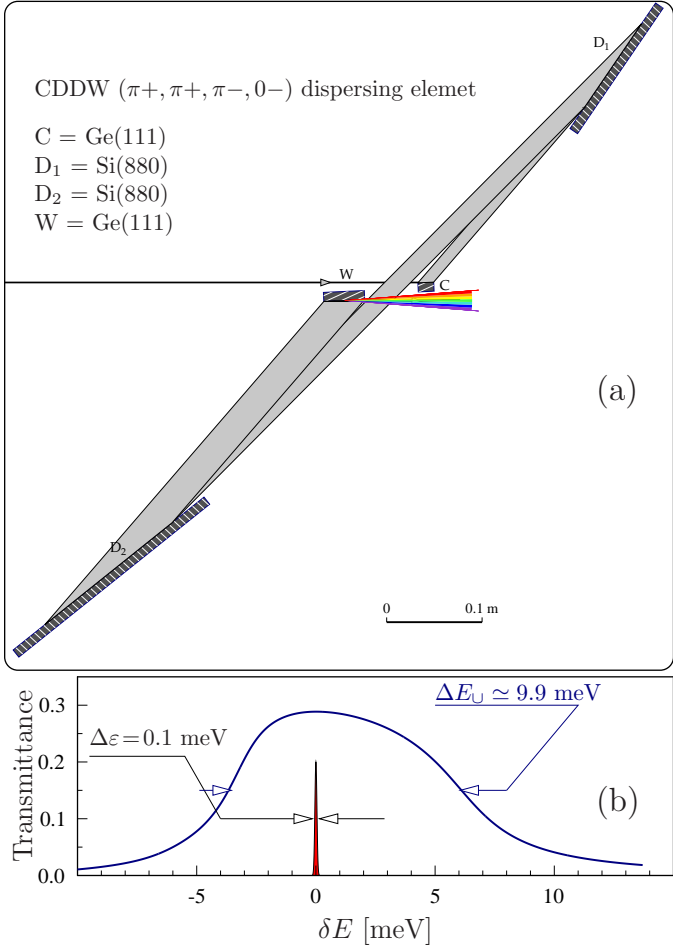 D₁
CDDW (π+, π+, π−, 0−) dispersing elemet
C = Ge(111)
D₁ = Si(880)
D₂ = Si(880)
W = Ge(111)
W
C
(a)
D₂
0 0.1 m
ΔE∪ ≃ 9.9 meV
Δε=0.1 meV
(b)
Transmittance
0.3
0.2
0.1
0.0
-5 0 5 10
δE [meV]